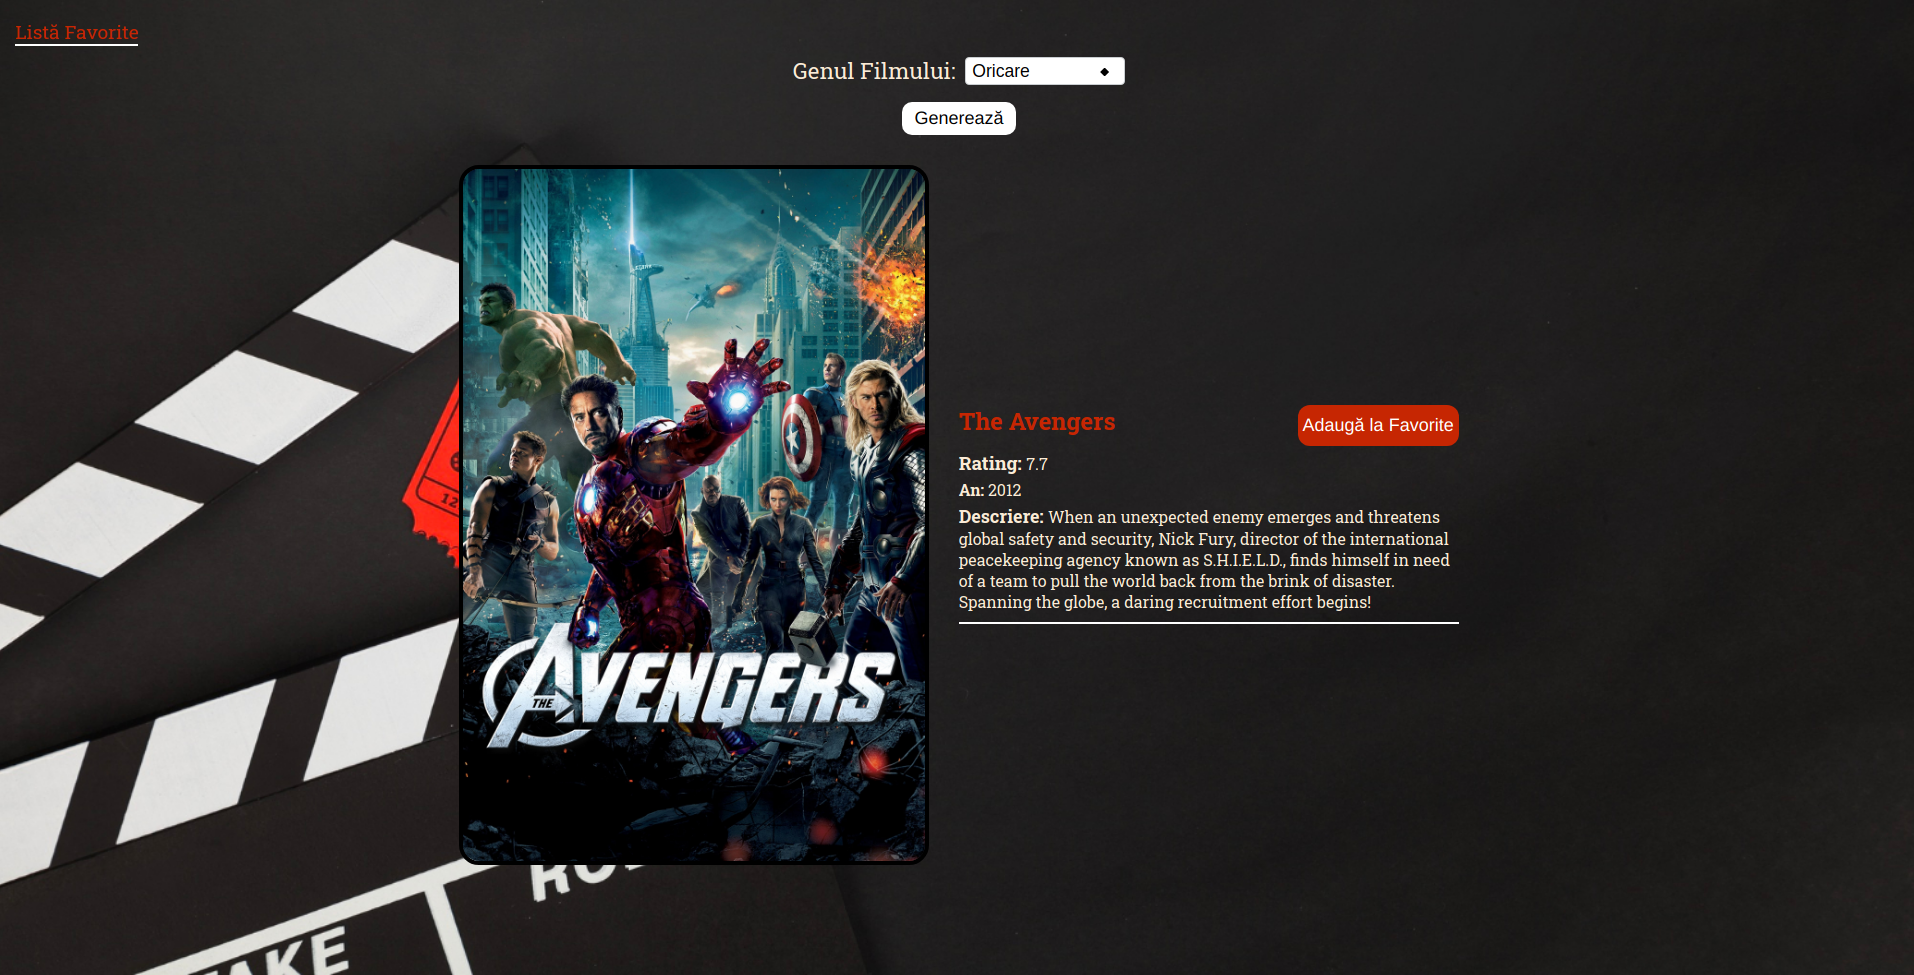 Listă Favorite
Genul Filmului: Oricare
Generează
The Avengers
Adaugă la Favorite
Rating: 7.7
An: 2012
Descriere: When an unexpected enemy emerges and threatens
global safety and security, Nick Fury, director of the international
peacekeeping agency known as S.H.I.E.L.D., finds himself in need
of a team to pull the world back from the brink of disaster.
Spanning the globe, a daring recruitment effort begins!
THE AVENGERS
12